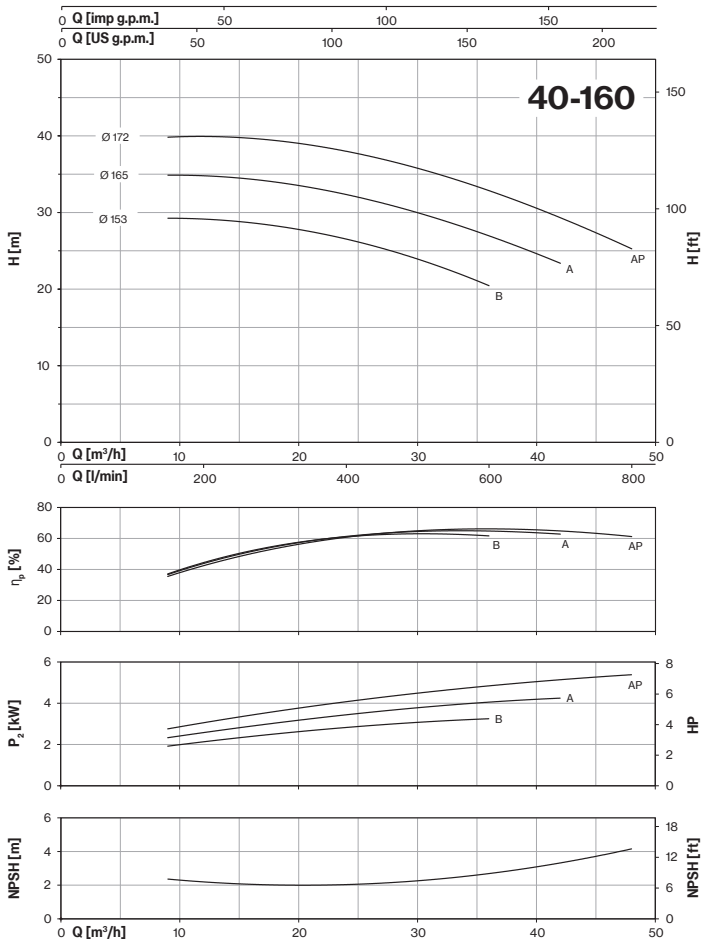 0 Q [imp g.p.m.] 50 100 150
0 Q [US g.p.m.] 50 100 150 200
40-160
H [m]
50
40
30
20
10
0
H [ft]
150
100
50
0
Ø 172
Ø 165
Ø 153
AP
A
B
0 Q [m³/h] 10 20 30 40 50
0 Q [l/min] 200 400 600 800
ηp [%]
80
60
40
20
0
B
A
AP
P2 [kW]
6
4
2
0
HP
8
6
4
2
0
AP
A
B
NPSH [m]
6
4
2
0
NPSH [ft]
18
12
6
0
0 Q [m³/h] 10 20 30 40 50